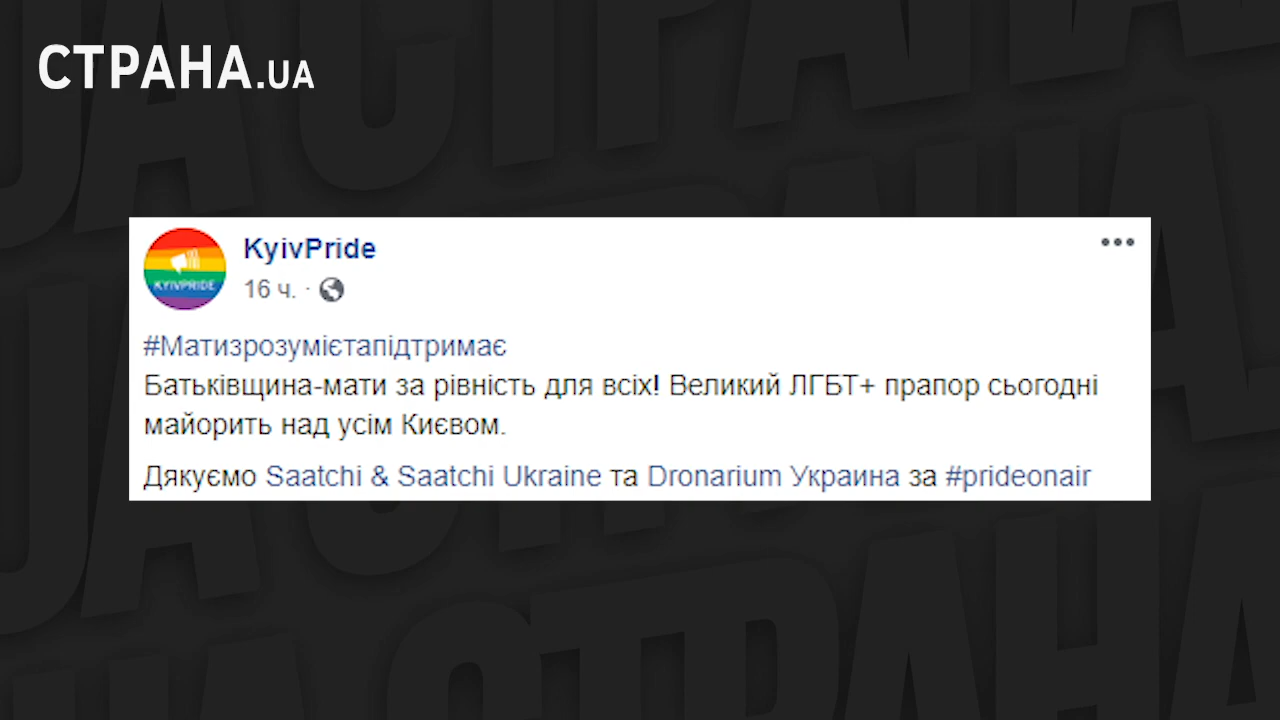 СТРАНА.UA
KyivPride
16 ч. ·
KYIVPRIDE
#Матизрозумієтапідтримає
Батьківщина-мати за рівність для всіх! Великий ЛГБТ+ прапор сьогодні
майорить над усім Києвом.
Дякуємо Saatchi & Saatchi Ukraine та Dronarium Украина за #prideonair